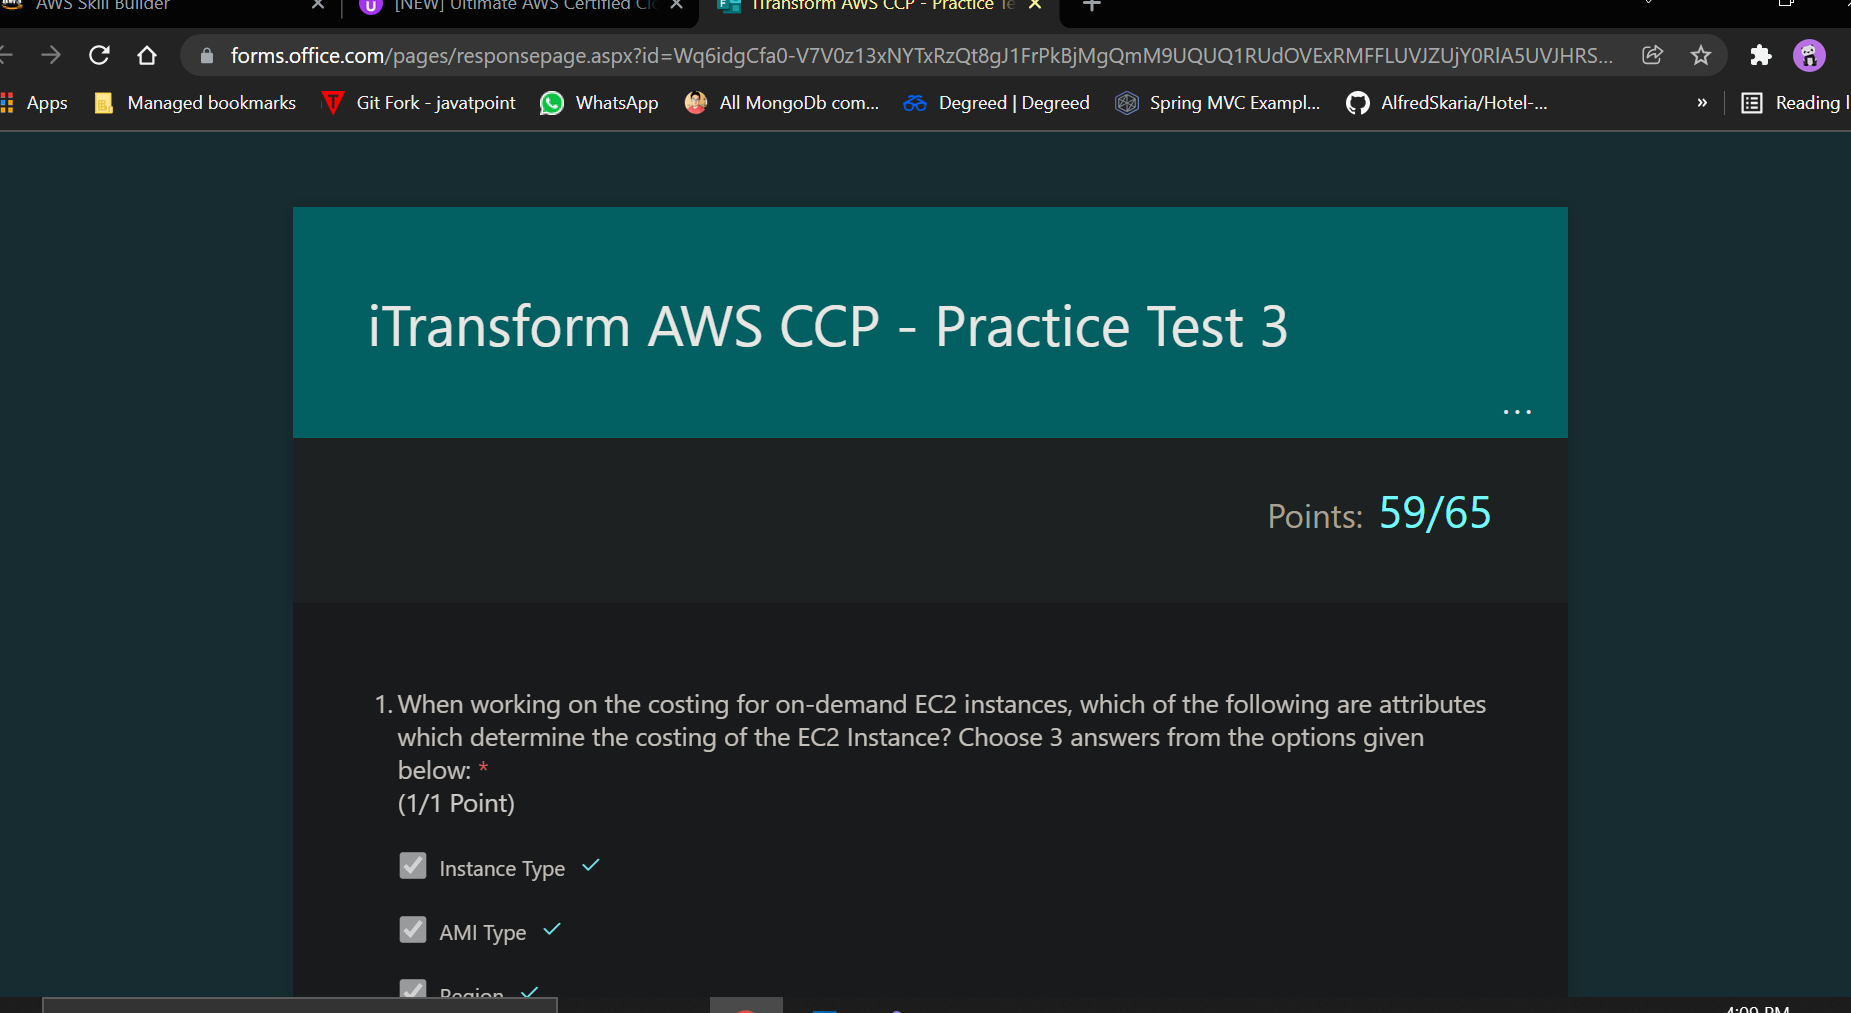 AWS Skill Builder
[NEW] Ultimate AWS Certified Cl
iTransform AWS CCP - Practice Te
forms.office.com/pages/responsepage.aspx?id=Wq6idgCfa0-V7V0z13xNYTxRzQt8gJ1FrPkBjMgQmM9UQUQ1RUdOVExRMFFLUVJZUjY0RlA5UVJHRS...
Apps
Managed bookmarks
Git Fork - javatpoint
WhatsApp
All MongoDb com...
Degreed | Degreed
Spring MVC Exampl...
AlfredSkaria/Hotel-...
»
Reading l
iTransform AWS CCP - Practice Test 3
...
Points: 59/65
1. When working on the costing for on-demand EC2 instances, which of the following are attributes
which determine the costing of the EC2 Instance? Choose 3 answers from the options given
below: *
(1/1 Point)
Instance Type
AMI Type
Region
4:09 PM